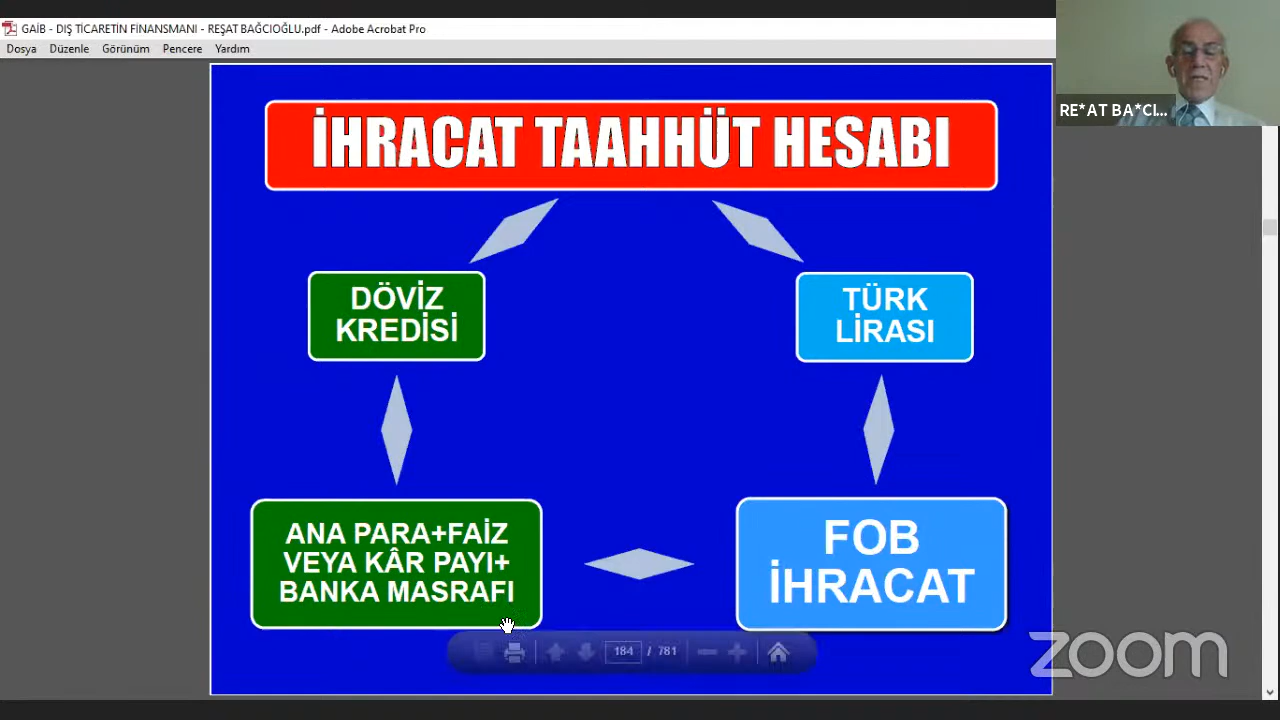 GAİB - DIŞ TİCARETİN FİNANSMANI - REŞAT BAĞCIOĞLU.pdf - Adobe Acrobat Pro
Dosya Düzenle Görünüm Pencere Yardım
RE*AT BA*CI...
İHRACAT TAAHHÜT HESABI
DÖVİZ
KREDİSİ
TÜRK
LİRASI
ANA PARA+FAİZ
VEYA KÂR PAYI+
BANKA MASRAFI
FOB
İHRACAT
184 / 781
zoom